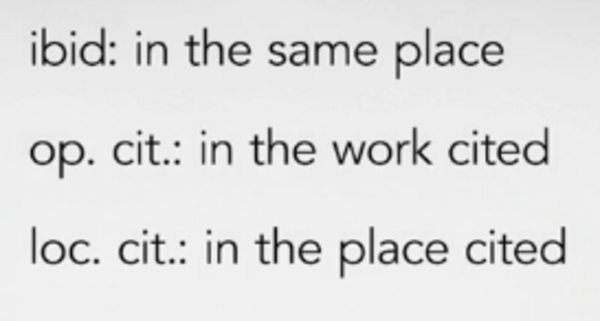 ibid: in the same place
op. cit.: in the work cited
loc. cit.: in the place cited